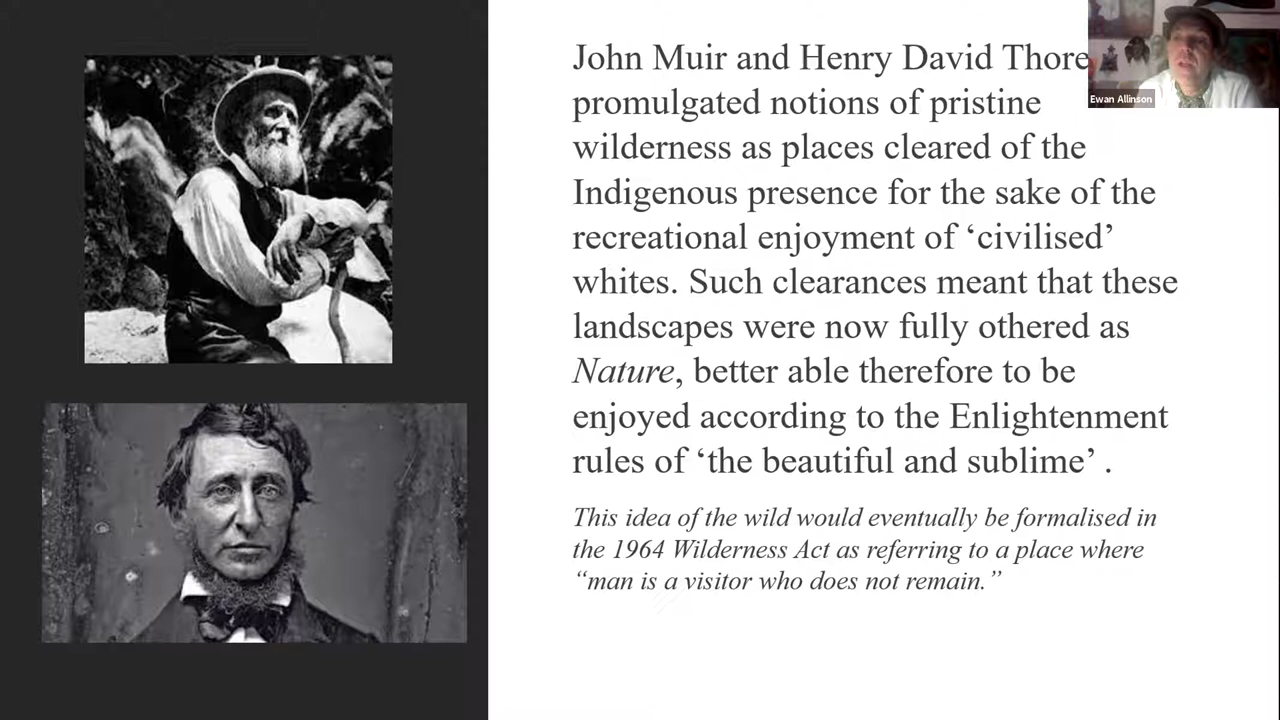 John Muir and Henry David Thore
promulgated notions of pristine
wilderness as places cleared of the
Indigenous presence for the sake of the
recreational enjoyment of ‘civilised’
whites. Such clearances meant that these
landscapes were now fully othered as
Nature, better able therefore to be
enjoyed according to the Enlightenment
rules of ‘the beautiful and sublime’ .
This idea of the wild would eventually be formalised in
the 1964 Wilderness Act as referring to a place where
“man is a visitor who does not remain.”
Ewan Allinson